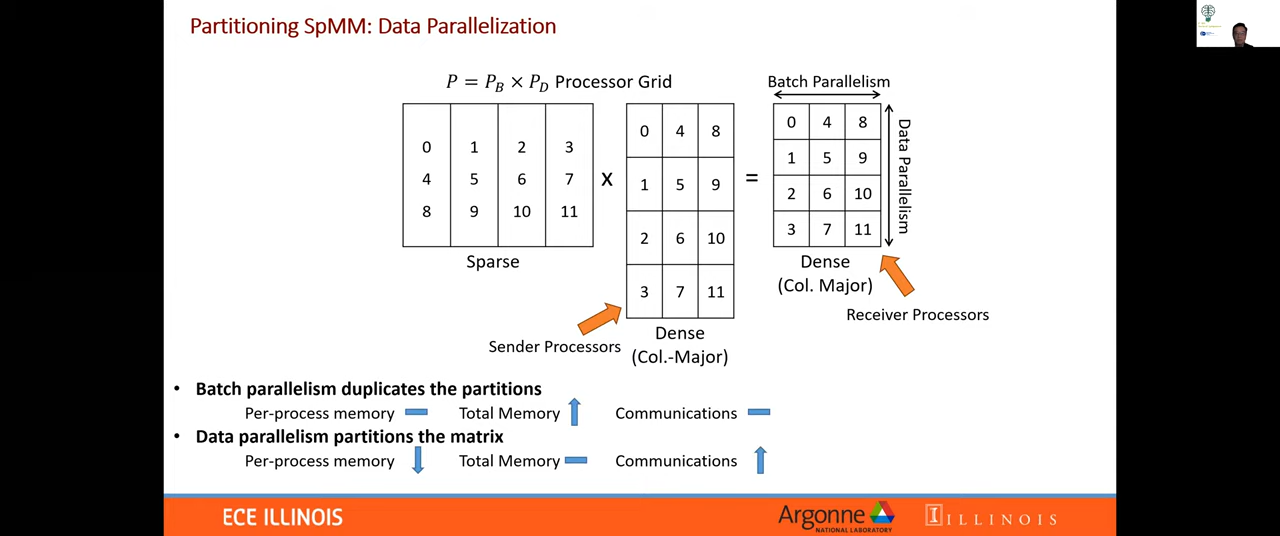 Partitioning SpMM: Data Parallelization
P = P_B × P_D Processor Grid
0 1 2 3
4 5 6 7
8 9 10 11
Sparse
x
0 4 8
1 5 9
2 6 10
3 7 11
Dense
(Col.-Major)
Sender Processors
=
Batch Parallelism
0 4 8
1 5 9
2 6 10
3 7 11
Data Parallelism
Dense
(Col. Major)
Receiver Processors
• Batch parallelism duplicates the partitions
Per-process memory Total Memory Communications
• Data parallelism partitions the matrix
Per-process memory Total Memory Communications
ECE ILLINOIS
Argonne
NATIONAL LABORATORY
I ILLINOIS